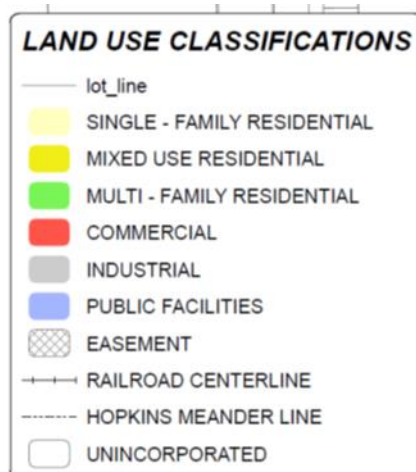 LAND USE CLASSIFICATIONS
lot_line
SINGLE - FAMILY RESIDENTIAL
MIXED USE RESIDENTIAL
MULTI - FAMILY RESIDENTIAL
COMMERCIAL
INDUSTRIAL
PUBLIC FACILITIES
EASEMENT
RAILROAD CENTERLINE
HOPKINS MEANDER LINE
UNINCORPORATED